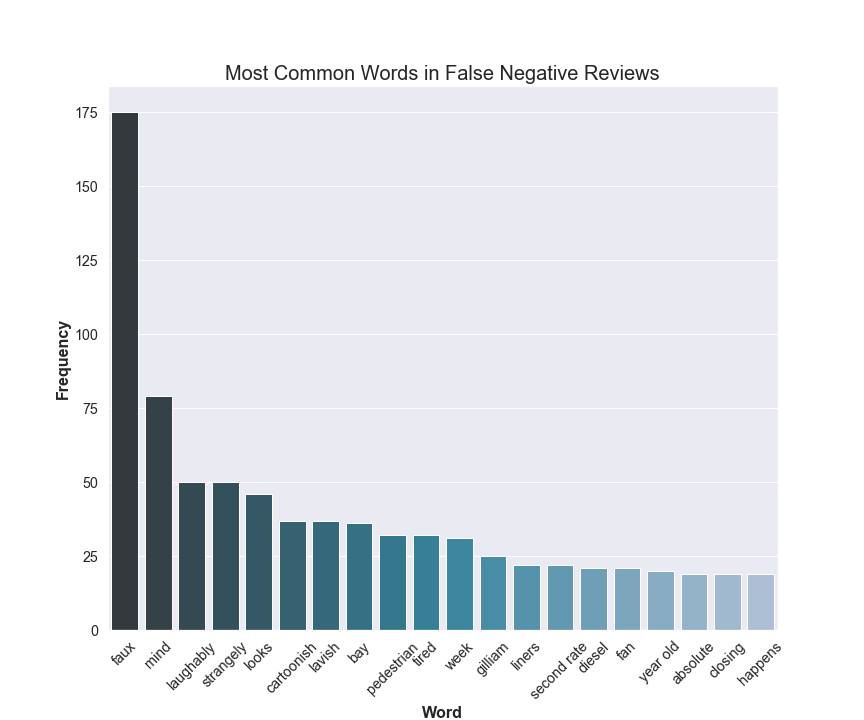 Most Common Words in False Negative Reviews
175
150
125
100
75
50
25
0
Frequency
faux
mind
laughably
strangely
looks
cartoonish
lavish
bay
pedestrian
tired
week
gilliam
liners
second rate
diesel
fan
year old
absolute
closing
happens
Word